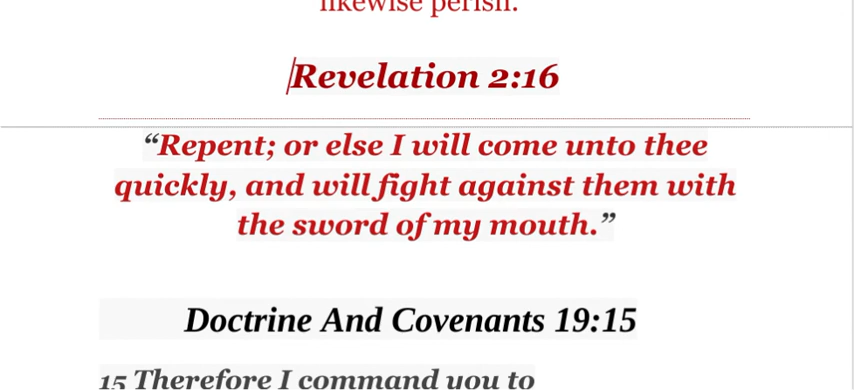 likewise perish.
Revelation 2:16
“Repent; or else I will come unto thee
quickly, and will fight against them with
the sword of my mouth.”
Doctrine And Covenants 19:15
15 Therefore I command you to